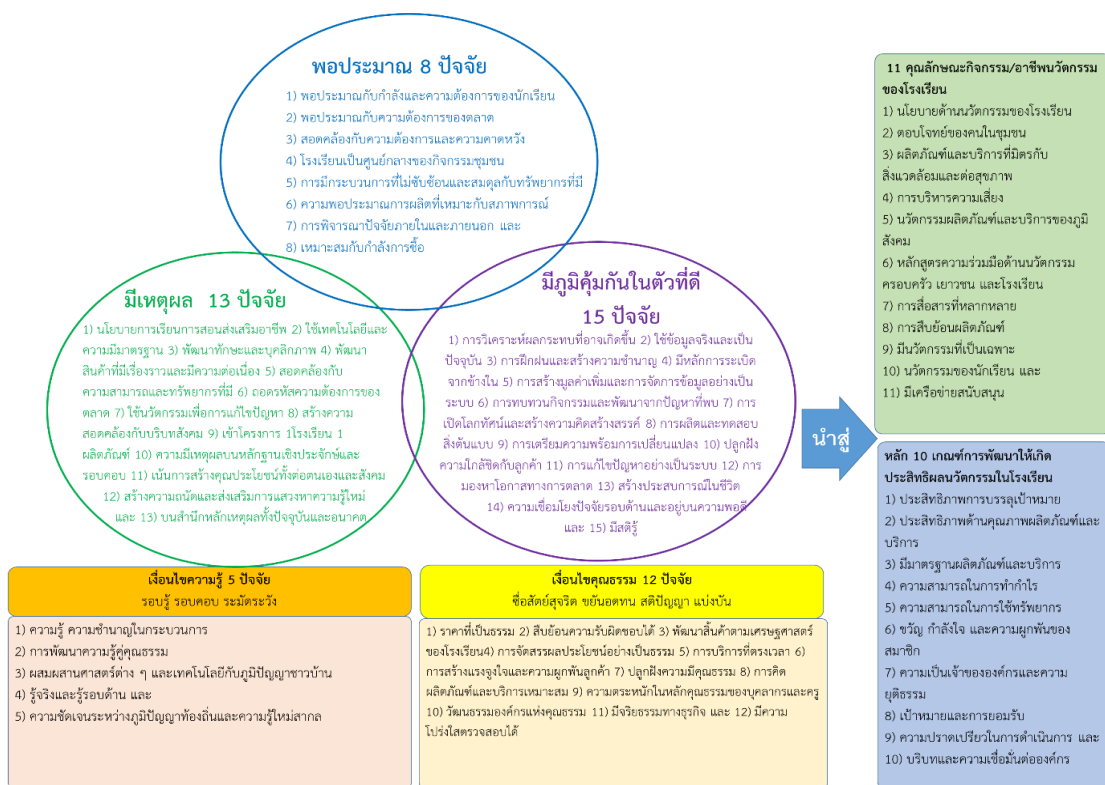 พอประมาณ 8 ปัจจัย
1) พอประมาณกับกำลังและความต้องการของนักเรียน
2) พอประมาณกับความต้องการของตลาด
3) สอดคล้องกับความต้องการและความคาดหวัง
4) โรงเรียนเป็นศูนย์กลางของกิจกรรมชุมชน
5) การมีกระบวนการที่ไม่ซับซ้อนและสมดุลกับทรัพยากรที่มี
6) ความพอประมาณการผลิตที่เหมาะกับสภาพการณ์
7) การพิจารณาปัจจัยภายในและภายนอก และ
8) เหมาะสมกับกำลังการซื้อ
มีเหตุผล 13 ปัจจัย
1) นโยบายการเรียนการสอนส่งเสริมอาชีพ 2) ใช้เทคโนโลยีและ
ความมีมาตรฐาน 3) พัฒนาทักษะและบุคลิกภาพ 4) พัฒนา
สินค้าที่มีเรื่องราวและมีความต่อเนื่อง 5) สอดคล้องกับ
ความสามารถและทรัพยากรที่มี 6) ถอดรหัสความต้องการของ
ตลาด 7) ใช้นวัตกรรมเพื่อการแก้ไขปัญหา 8) สร้างความ
สอดคล้องกับบริบทสังคม 9) เข้าโครงการ 1โรงเรียน 1
ผลิตภัณฑ์ 10) ความมีเหตุผลบนหลักฐานเชิงประจักษ์และ
รอบคอบ 11) เน้นการสร้างคุณประโยชน์ทั้งต่อตนเองและสังคม
12) สร้างความถนัดและส่งเสริมการแสวงหาความรู้ใหม่
และ 13) บนสำนึกหลักเหตุผลทั้งปัจจุบันและอนาคต
มีภูมิคุ้มกันในตัวที่ดี
15 ปัจจัย
1) การวิเคราะห์ผลกระทบที่อาจเกิดขึ้น 2) ใช้ข้อมูลจริงและเป็น
ปัจจุบัน 3) การฝึกฝนและสร้างความชำนาญ 4) มีหลักการระเบิด
จากข้างใน 5) การสร้างมูลค่าเพิ่มและการจัดการข้อมูลอย่างเป็น
ระบบ 6) การทบทวนกิจกรรมและพัฒนาจากปัญหาที่พบ 7) การ
เปิดโลกทัศน์และสร้างความคิดสร้างสรรค์ 8) การผลิตและทดสอบ
สิ่งต้นแบบ 9) การเตรียมความพร้อมการเปลี่ยนแปลง 10) ปลูกฝัง
ความใกล้ชิดกับลูกค้า 11) การแก้ไขปัญหาอย่างเป็นระบบ 12) การ
มองหาโอกาสทางการตลาด 13) สร้างประสบการณ์ในชีวิต
14) ความเชื่อมโยงปัจจัยรอบด้านและอยู่บนความพอดี
และ 15) มีสติรู้
เงื่อนไขความรู้ 5 ปัจจัย
รอบรู้ รอบคอบ ระมัดระวัง
1) ความรู้ ความชำนาญในกระบวนการ
2) การพัฒนาความรู้คู่คุณธรรม
3) ผสมผสานศาสตร์ต่าง ๆ และเทคโนโลยีกับภูมิปัญญาชาวบ้าน
4) รู้จริงและรู้รอบด้าน และ
5) ความชัดเจนระหว่างภูมิปัญญาท้องถิ่นและความรู้ใหม่สากล
เงื่อนไขคุณธรรม 12 ปัจจัย
ซื่อสัตย์สุจริต ขยันอดทน สติปัญญา แบ่งบัน
1) ราคาที่เป็นธรรม 2) สืบย้อนความรับผิดชอบได้ 3) พัฒนาสิ้นค้าตามเศรษฐศาสตร์
ของโรงเรียน4) การจัดสรรผลประโยชน์อย่างเป็นธรรม 5) การบริการที่ตรงเวลา 6)
การสร้างแรงจูงใจและความผูกพันลูกค้า 7) ปลูกฝังความมีคุณธรรม 8) การคิด
ผลิตภัณฑ์และบริการเหมาะสม 9) ความตระหนักในหลักคุณธรรมของบุคลากรและครู
10) วัฒนธรรมองค์กรแห่งคุณธรรม 11) มีจริยธรรมทางธุรกิจ และ 12) มีความ
โปร่งใสตรวจสอบได้
นำสู่
11 คุณลักษณะกิจกรรม/อาชีพนวัตกรรม
ของโรงเรียน
1) นโยบายด้านนวัตกรรมของโรงเรียน
2) ตอบโจทย์ของคนในชุมชน
3) ผลิตภัณฑ์และบริการที่มิตรกับ
สิ่งแวดล้อมและต่อสุขภาพ
4) การบริหารความเสี่ยง
5) นวัตกรรมผลิตภัณฑ์และบริการของภูมิ
สังคม
6) หลักสูตรความร่วมมือด้านนวัตกรรม
ครอบครัว เยาวชน และโรงเรียน
7) การสื่อสารที่หลากหลาย
8) การสืบย้อนผลิตภัณฑ์
9) มีนวัตกรรมที่เป็นเฉพาะ
10) นวัตกรรมของนักเรียน และ
11) มีเครือข่ายสนับสนุน
หลัก 10 เกณฑ์การพัฒนาให้เกิด
ประสิทธิผลนวัตกรรมในโรงเรียน
1) ประสิทธิภาพการบรรลุเป้าหมาย
2) ประสิทธิภาพด้านคุณภาพผลิตภัณฑ์และ
บริการ
3) มีมาตรฐานผลิตภัณฑ์และบริการ
4) ความสามารถในการทำกำไร
5) ความสามารถในการใช้ทรัพยากร
6) ขวัญ กำลังใจ และความผูกพันของ
สมาชิก
7) ความเป็นเจ้าขององค์กรและความ
ยุติธรรม
8) เป้าหมายและการยอมรับ
9) ความปราดเปรียวในการดำเนินการ และ
10) บริบทและความเชื่อมั่นต่อองค์กร